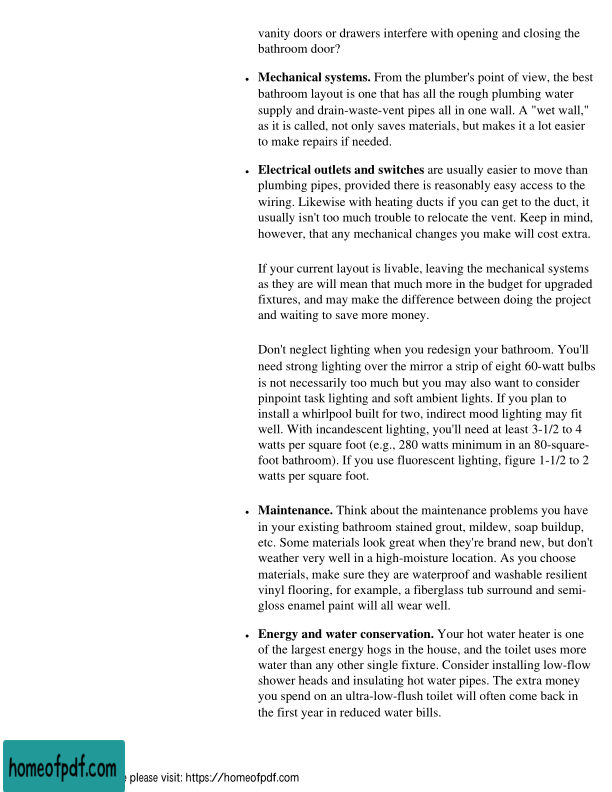 vanity doors or drawers interfere with opening and closing the
bathroom door?
• Mechanical systems. From the plumber's point of view, the best
bathroom layout is one that has all the rough plumbing water
supply and drain-waste-vent pipes all in one wall. A "wet wall,"
as it is called, not only saves materials, but makes it a lot easier
to make repairs if needed.
• Electrical outlets and switches are usually easier to move than
plumbing pipes, provided there is reasonably easy access to the
wiring. Likewise with heating ducts if you can get to the duct, it
usually isn't too much trouble to relocate the vent. Keep in mind,
however, that any mechanical changes you make will cost extra.
If your current layout is livable, leaving the mechanical systems
as they are will mean that much more in the budget for upgraded
fixtures, and may make the difference between doing the project
and waiting to save more money.
Don't neglect lighting when you redesign your bathroom. You'll
need strong lighting over the mirror a strip of eight 60-watt bulbs
is not necessarily too much but you may also want to consider
pinpoint task lighting and soft ambient lights. If you plan to
install a whirlpool built for two, indirect mood lighting may fit
well. With incandescent lighting, you'll need at least 3-1/2 to 4
watts per square foot (e.g., 280 watts minimum in an 80-square-
foot bathroom). If you use fluorescent lighting, figure 1-1/2 to 2
watts per square foot.
• Maintenance. Think about the maintenance problems you have
in your existing bathroom stained grout, mildew, soap buildup,
etc. Some materials look great when they're brand new, but don't
weather very well in a high-moisture location. As you choose
materials, make sure they are waterproof and washable resilient
vinyl flooring, for example, a fiberglass tub surround and semi-
gloss enamel paint will all wear well.
• Energy and water conservation. Your hot water heater is one
of the largest energy hogs in the house, and the toilet uses more
water than any other single fixture. Consider installing low-flow
shower heads and insulating hot water pipes. The extra money
you spend on an ultra-low-flush toilet will often come back in
the first year in reduced water bills.
homeofpdf.com
please visit: https://homeofpdf.com